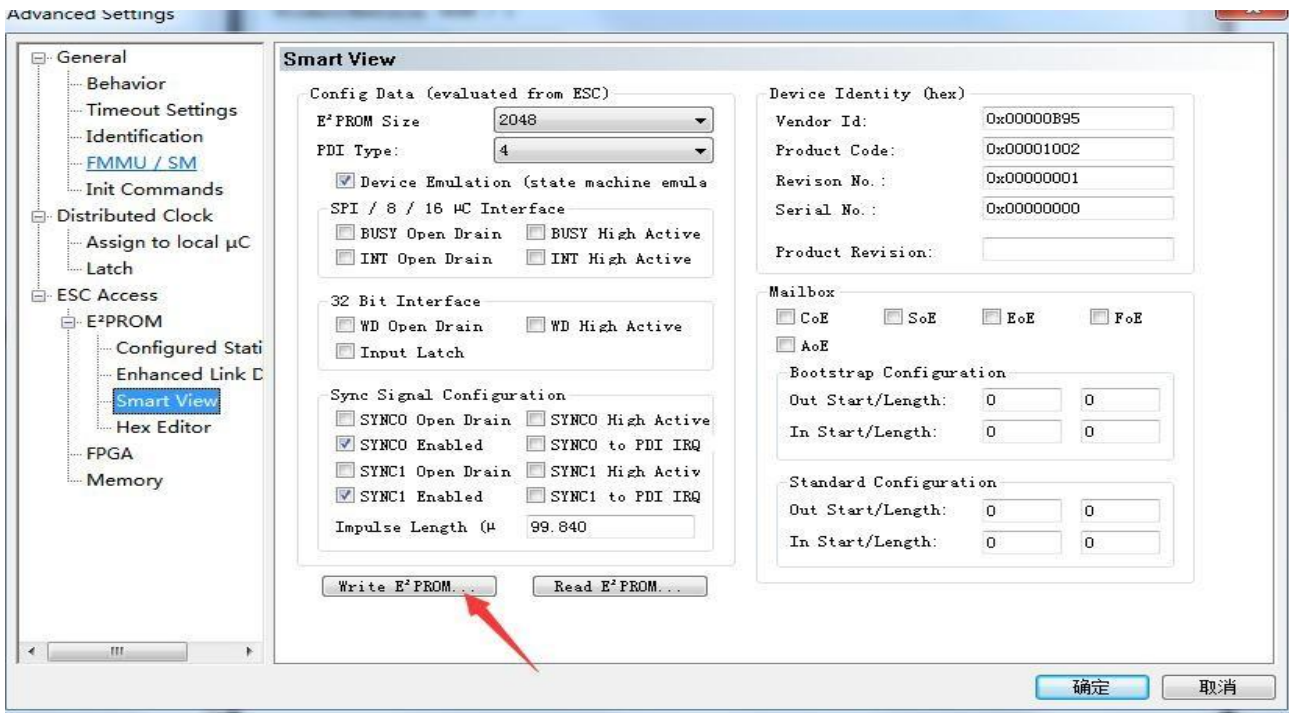 Advanced Settings
General
Behavior
Timeout Settings
Identification
FMMU / SM
Init Commands
Distributed Clock
Assign to local µC
Latch
ESC Access
E²PROM
Configured Stati
Enhanced Link D
Smart View
Hex Editor
FPGA
Memory
Smart View
Config Data (evaluated from ESC)
E²PROM Size 2048
PDI Type: 4
Device Emulation (state machine emula
SPI / 8 / 16 µC Interface
BUSY Open Drain BUSY High Active
INT Open Drain INT High Active
32 Bit Interface
WD Open Drain WD High Active
Input Latch
Sync Signal Configuration
SYNC0 Open Drain SYNC0 High Active
SYNC0 Enabled SYNC0 to PDI IRQ
SYNC1 Open Drain SYNC1 High Activ
SYNC1 Enabled SYNC1 to PDI IRQ
Impulse Length (µ 99.840
Write E²PROM... Read E²PROM...
Device Identity (hex)
Vendor Id: 0x00000B95
Product Code: 0x00001002
Revison No.: 0x00000001
Serial No.: 0x00000000
Product Revision:
Mailbox
CoE SoE EoE FoE
AoE
Bootstrap Configuration
Out Start/Length: 0 0
In Start/Length: 0 0
Standard Configuration
Out Start/Length: 0 0
In Start/Length: 0 0
确定 取消